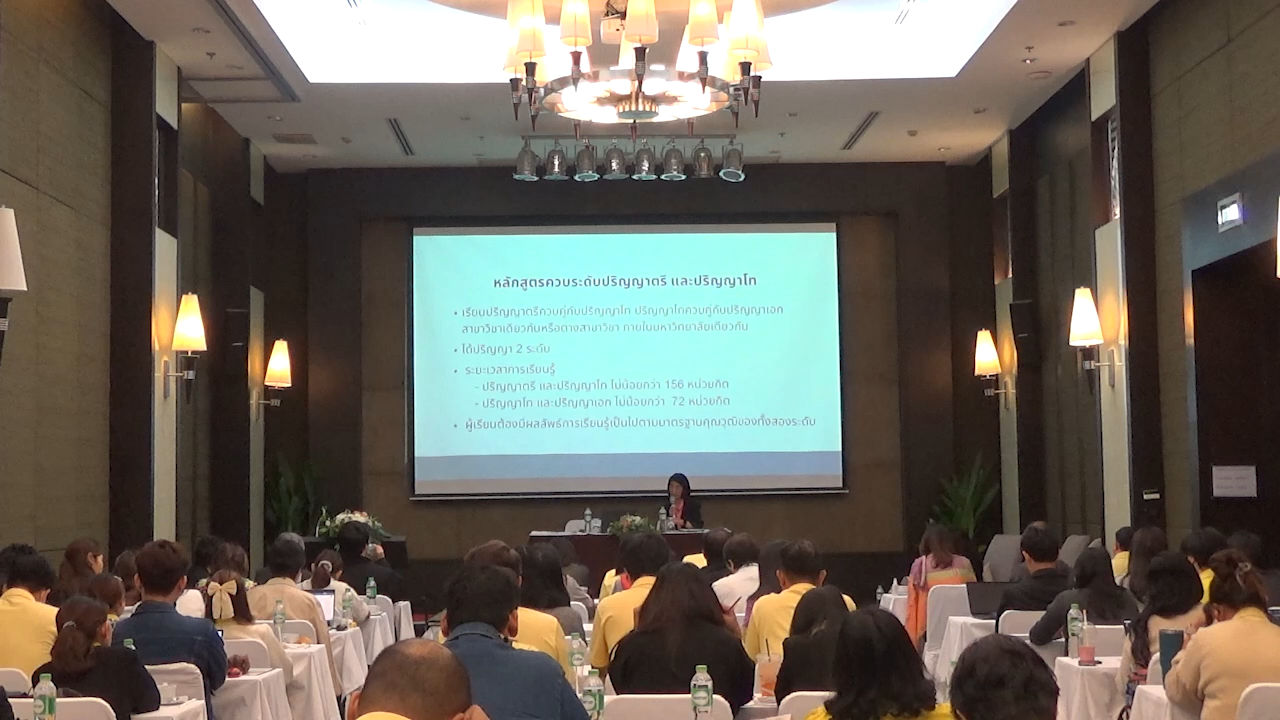 หลักสูตรควบระดับปริญญาตรี และปริญญาโท
• เรียนปริญญาตรีควบคู่กับปริญญาโท ปริญญาโทควบคู่กับปริญญาเอก
สาขาวิชาเดียวกันหรือต่างสาขาวิชา ภายในมหาวิทยาลัยเดียวกัน
• ได้ปริญญา 2 ระดับ
• ระยะเวลาการเรียนรู้
- ปริญญาตรี และปริญญาโท ไม่น้อยกว่า 156 หน่วยกิต
- ปริญญาโท และปริญญาเอก ไม่น้อยกว่า 72 หน่วยกิต
• ผู้เรียนต้องมีผลลัพธ์การเรียนรู้เป็นไปตามมาตรฐานคุณวุฒิของทั้งสองระดับ